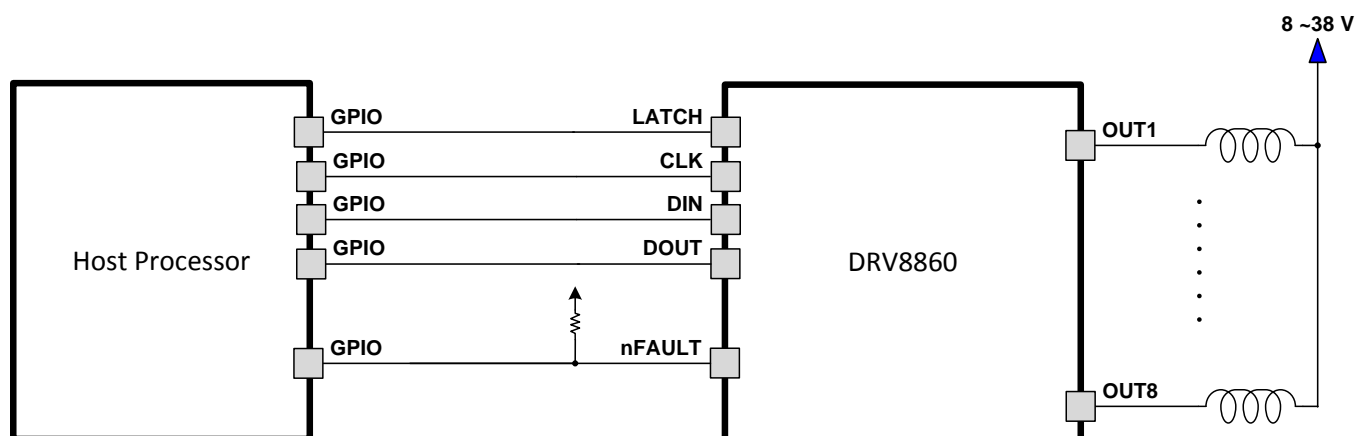 8 ~38 V
GPIO LATCH
GPIO CLK
GPIO DIN
GPIO DOUT
GPIO nFAULT
Host Processor
DRV8860
OUT1
OUT8